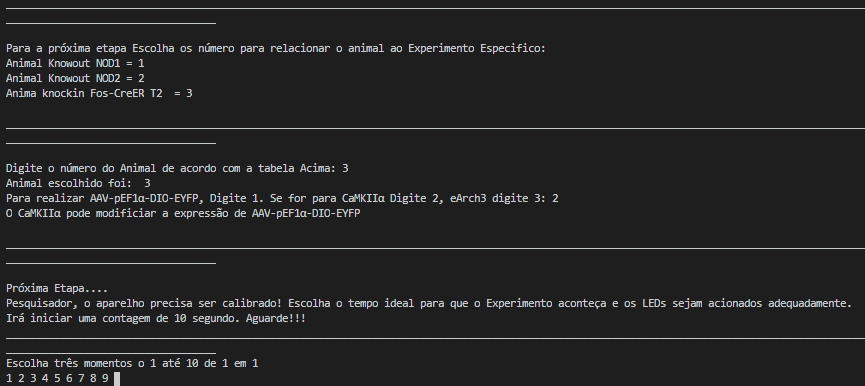 Para a próxima etapa Escolha os número para relacionar o animal ao Experimento Especifico:
Animal Knowout NOD1 = 1
Animal Knowout NOD2 = 2
Anima knockin Fos-CreER T2  = 3
Digite o número do Animal de acordo com a tabela Acima: 3
Animal escolhido foi:  3
Para realizar AAV-pEF1α-DIO-EYFP, Digite 1. Se for para CaMKIIα Digite 2, eArch3 digite 3: 2
O CaMKIIα pode modificiar a expressão de AAV-pEF1α-DIO-EYFP
Próxima Etapa....
Pesquisador, o aparelho precisa ser calibrado! Escolha o tempo ideal para que o Experimento aconteça e os LEDs sejam acionados adequadamente.
Irá iniciar uma contagem de 10 segundo. Aguarde!!!
Escolha três momentos o 1 até 10 de 1 em 1
1 2 3 4 5 6 7 8 9